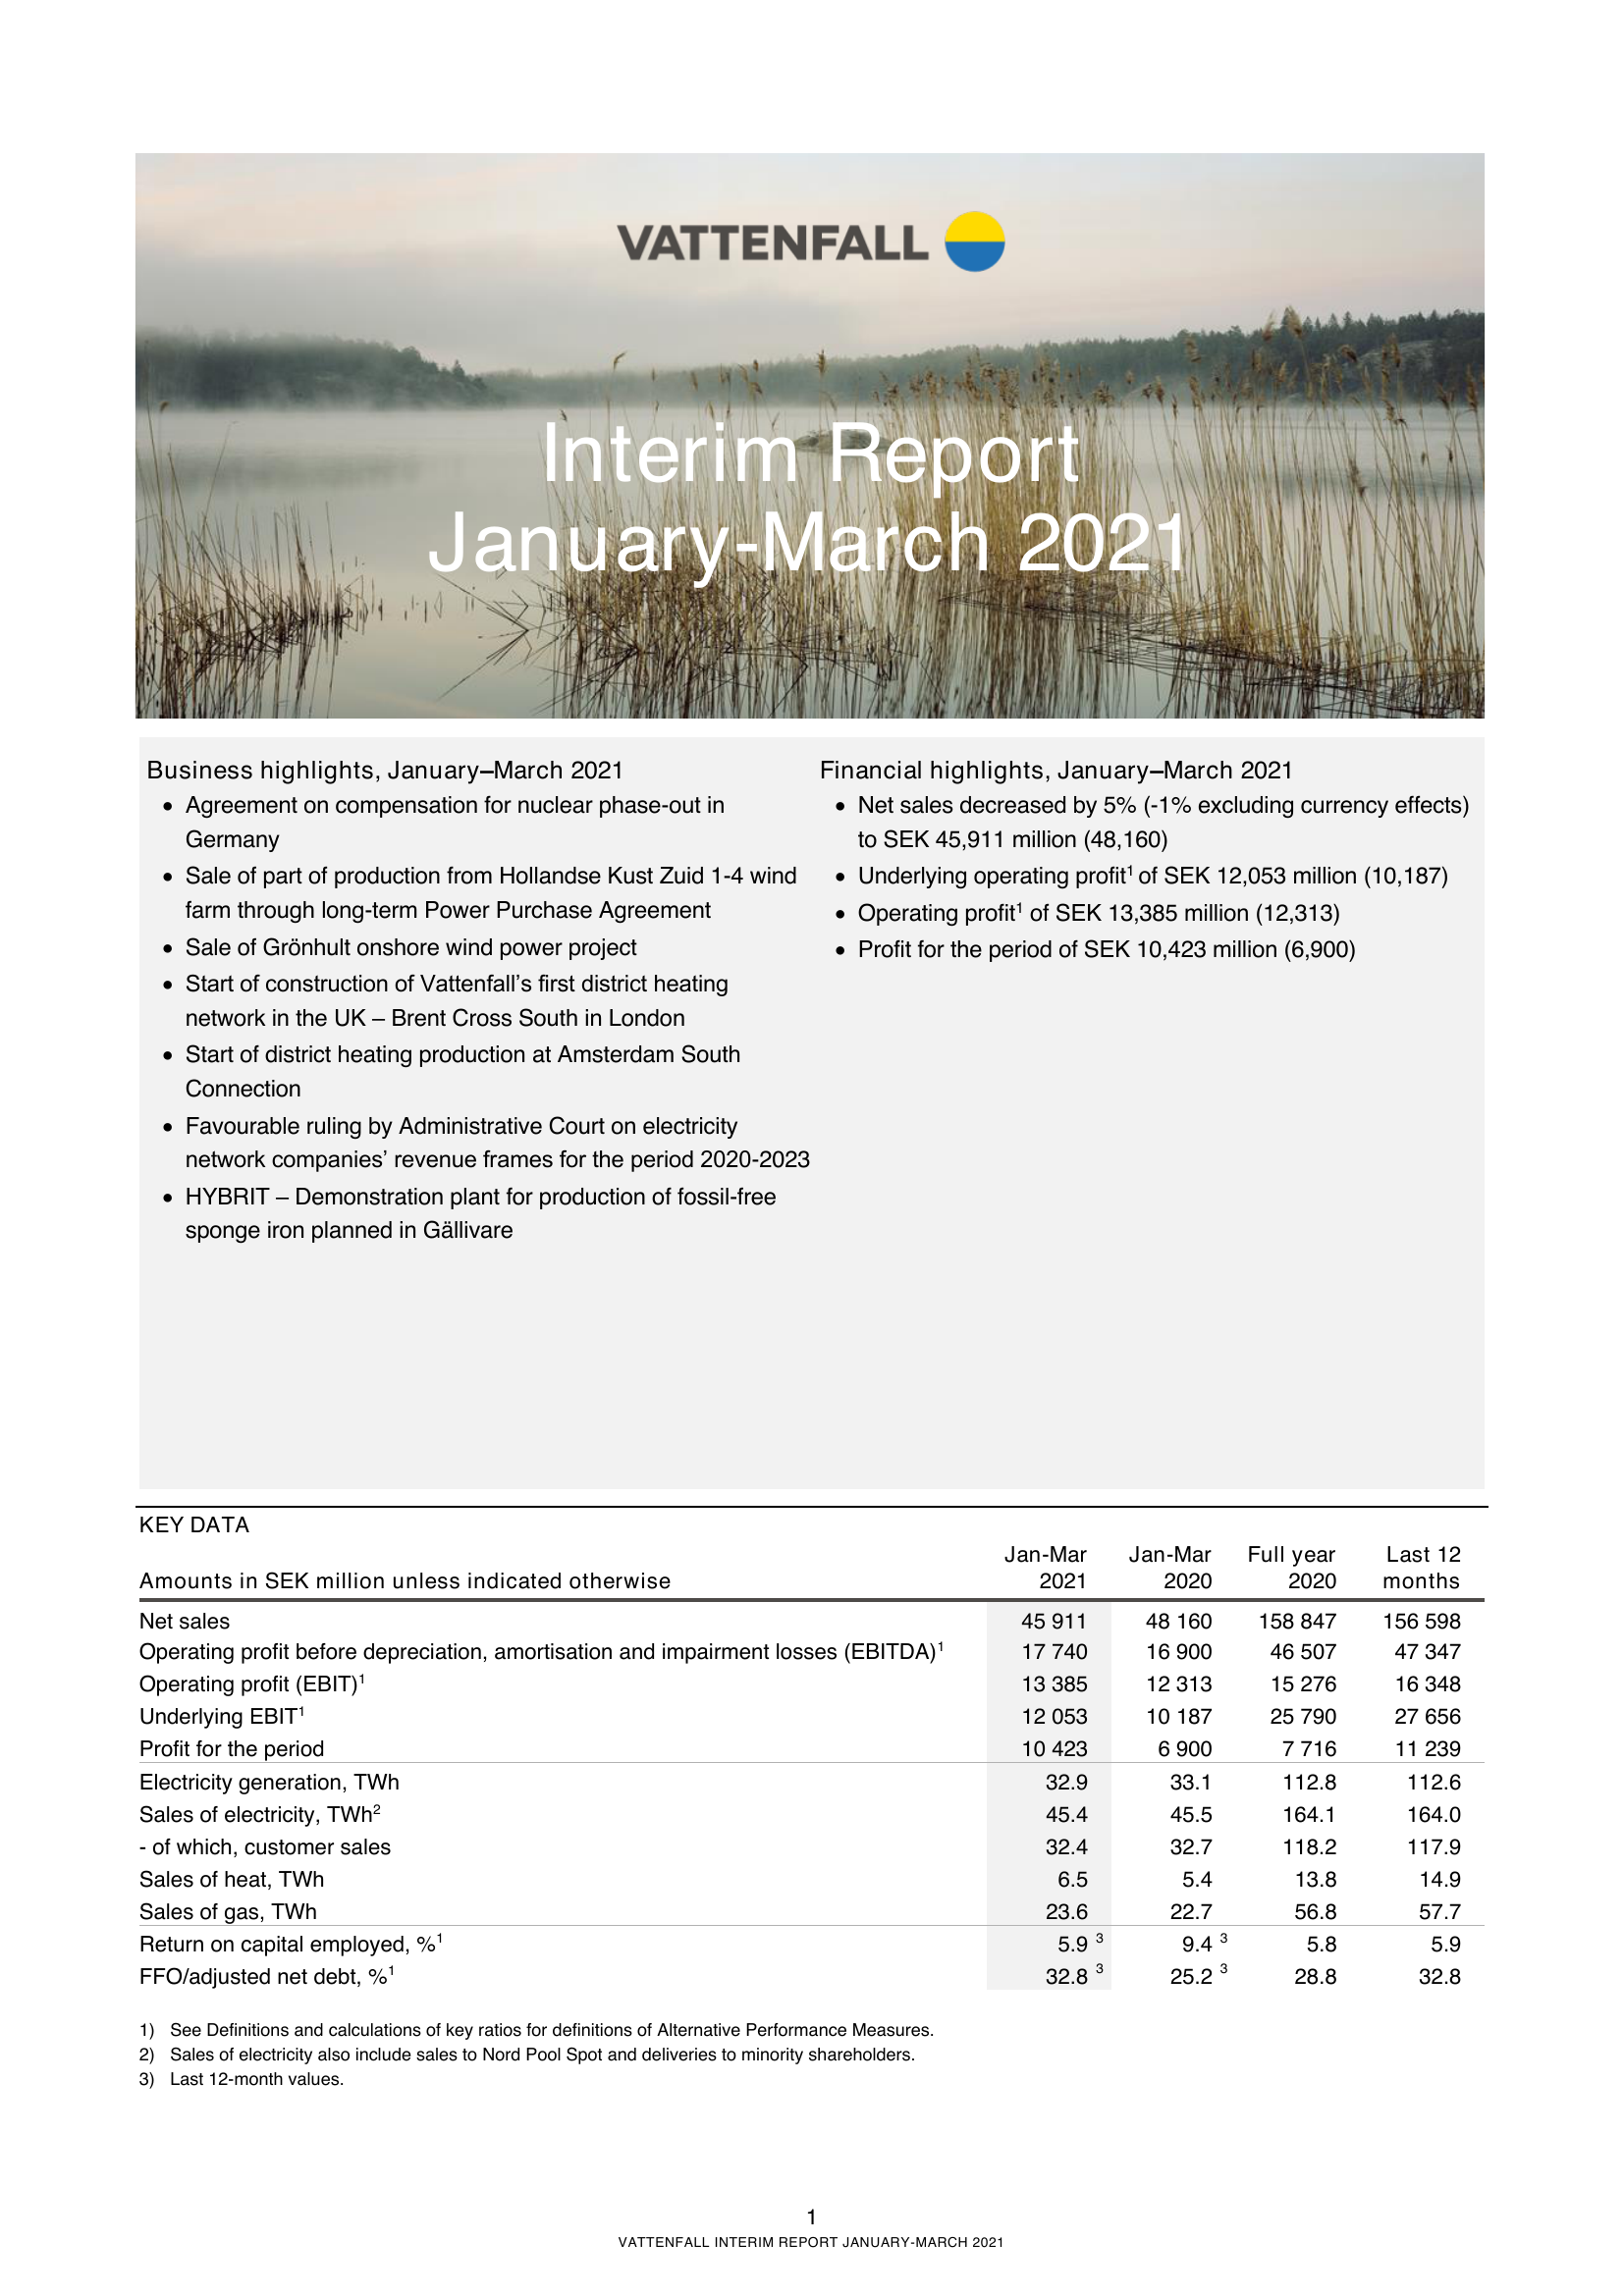 VATTENFALL
Interim Report
January-March 2021
Business highlights, January–March 2021
• Agreement on compensation for nuclear phase-out in
Germany
• Sale of part of production from Hollandse Kust Zuid 1-4 wind
farm through long-term Power Purchase Agreement
• Sale of Grönhult onshore wind power project
• Start of construction of Vattenfall’s first district heating
network in the UK – Brent Cross South in London
• Start of district heating production at Amsterdam South
Connection
• Favourable ruling by Administrative Court on electricity
network companies’ revenue frames for the period 2020-2023
• HYBRIT – Demonstration plant for production of fossil-free
sponge iron planned in Gällivare
Financial highlights, January–March 2021
• Net sales decreased by 5% (-1% excluding currency effects)
to SEK 45,911 million (48,160)
• Underlying operating profit¹ of SEK 12,053 million (10,187)
• Operating profit¹ of SEK 13,385 million (12,313)
• Profit for the period of SEK 10,423 million (6,900)
KEY DATA
Jan-Mar Jan-Mar Full year Last 12
Amounts in SEK million unless indicated otherwise 2021 2020 2020 months
Net sales 45 911 48 160 158 847 156 598
Operating profit before depreciation, amortisation and impairment losses (EBITDA)¹ 17 740 16 900 46 507 47 347
Operating profit (EBIT)¹ 13 385 12 313 15 276 16 348
Underlying EBIT¹ 12 053 10 187 25 790 27 656
Profit for the period 10 423 6 900 7 716 11 239
Electricity generation, TWh 32.9 33.1 112.8 112.6
Sales of electricity, TWh² 45.4 45.5 164.1 164.0
- of which, customer sales 32.4 32.7 118.2 117.9
Sales of heat, TWh 6.5 5.4 13.8 14.9
Sales of gas, TWh 23.6 22.7 56.8 57.7
Return on capital employed, %¹ 5.9 ³ 9.4 ³ 5.8 5.9
FFO/adjusted net debt, %¹ 32.8 ³ 25.2 ³ 28.8 32.8
1) See Definitions and calculations of key ratios for definitions of Alternative Performance Measures.
2) Sales of electricity also include sales to Nord Pool Spot and deliveries to minority shareholders.
3) Last 12-month values.
1
VATTENFALL INTERIM REPORT JANUARY-MARCH 2021